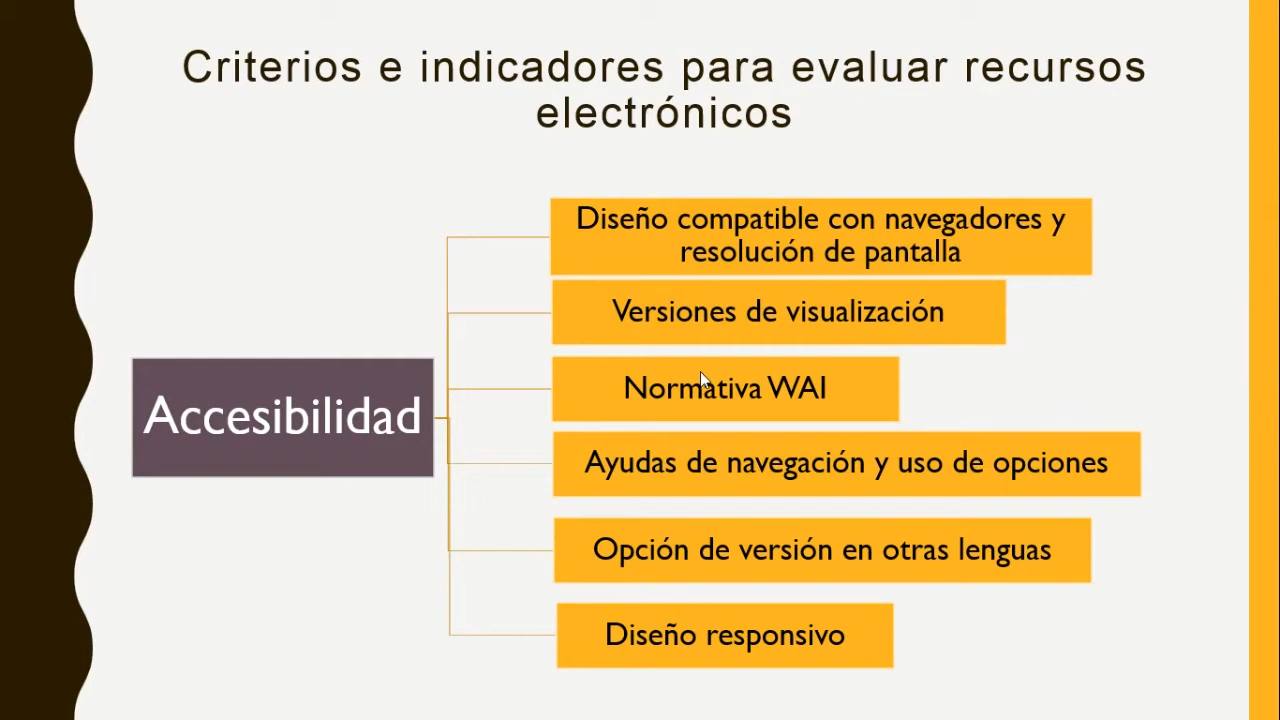 Criterios e indicadores para evaluar recursos
electrónicos
Accesibilidad
Diseño compatible con navegadores y
resolución de pantalla
Versiones de visualización
Normativa WAI
Ayudas de navegación y uso de opciones
Opción de versión en otras lenguas
Diseño responsivo